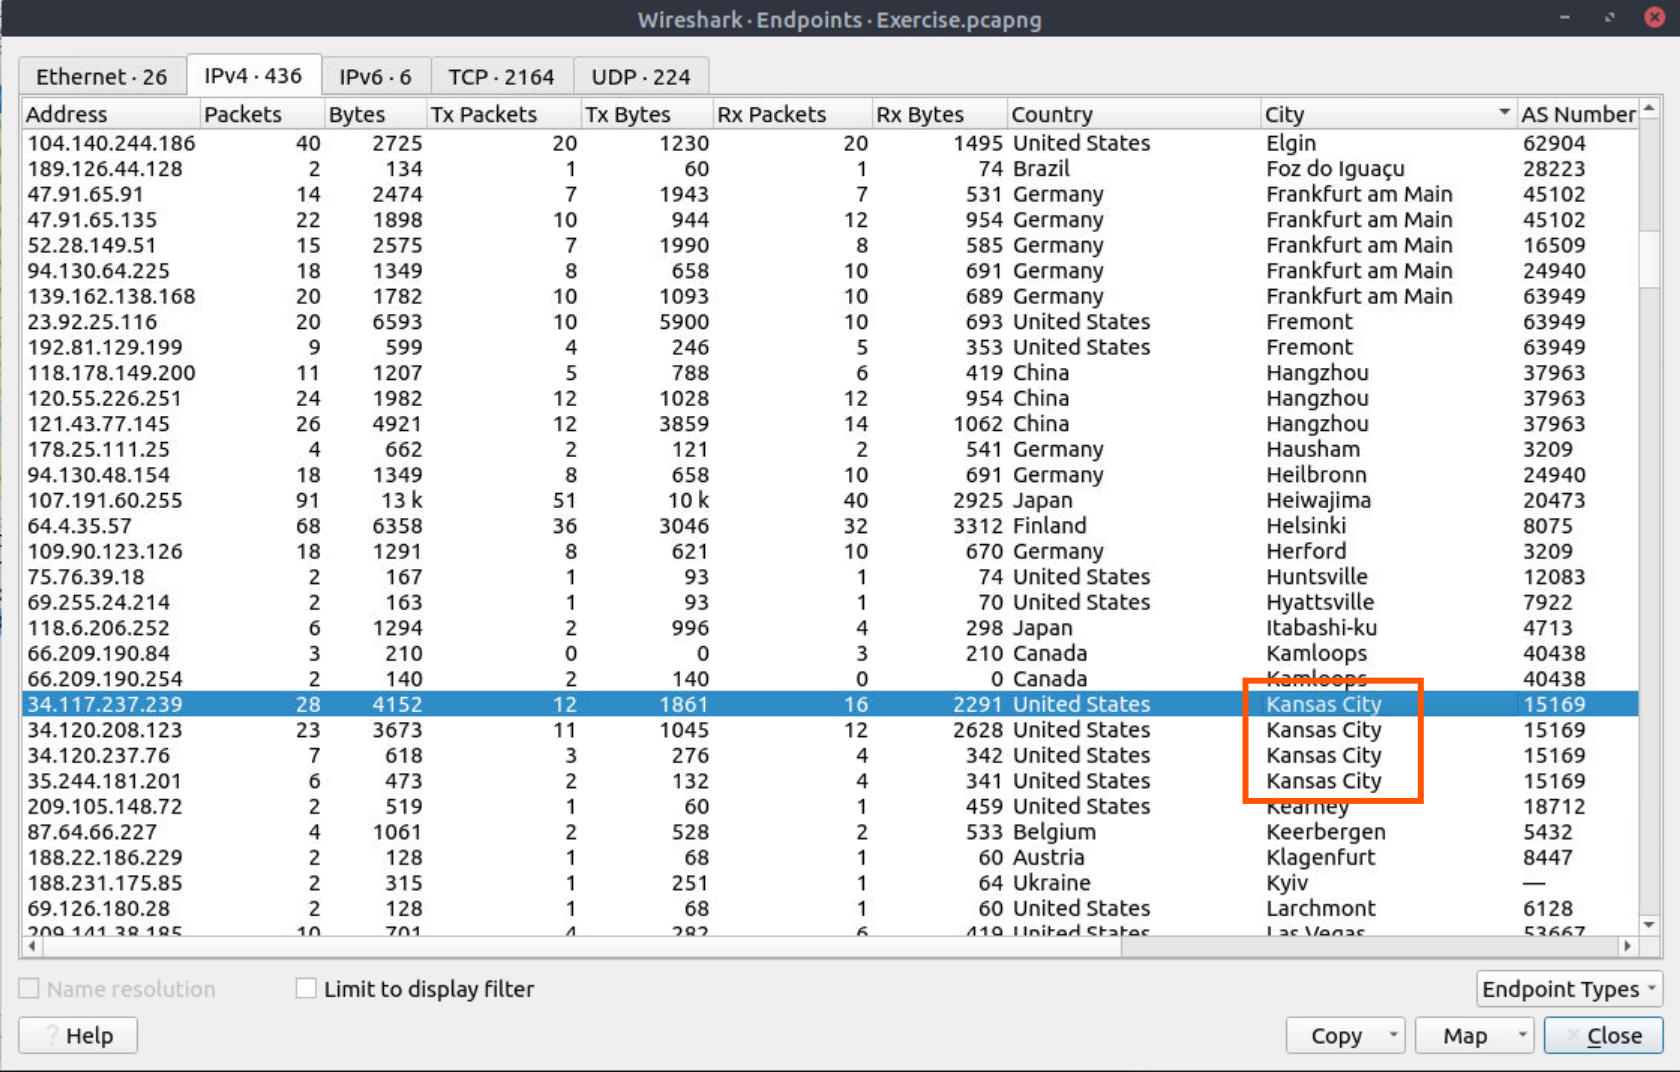 Wireshark · Endpoints · Exercise.pcapng
Ethernet · 26 IPv4 · 436 IPv6 · 6 TCP · 2164 UDP · 224
Address Packets Bytes Tx Packets Tx Bytes Rx Packets Rx Bytes Country City AS Number
104.140.244.186 40 2725 20 1230 20 1495 United States Elgin 62904
189.126.44.128 2 134 1 60 1 74 Brazil Foz do Iguaçu 28223
47.91.65.91 14 2474 7 1943 7 531 Germany Frankfurt am Main 45102
47.91.65.135 22 1898 10 944 12 954 Germany Frankfurt am Main 45102
52.28.149.51 15 2575 7 1990 8 585 Germany Frankfurt am Main 16509
94.130.64.225 18 1349 8 658 10 691 Germany Frankfurt am Main 24940
139.162.138.168 20 1782 10 1093 10 689 Germany Frankfurt am Main 63949
23.92.25.116 20 6593 10 5900 10 693 United States Fremont 63949
192.81.129.199 9 599 4 246 5 353 United States Fremont 63949
118.178.149.200 11 1207 5 788 6 419 China Hangzhou 37963
120.55.226.251 24 1982 12 1028 12 954 China Hangzhou 37963
121.43.77.145 26 4921 12 3859 14 1062 China Hangzhou 37963
178.25.111.25 4 662 2 121 2 541 Germany Hausham 3209
94.130.48.154 18 1349 8 658 10 691 Germany Heilbronn 24940
107.191.60.255 91 13 k 51 10 k 40 2925 Japan Heiwajima 20473
64.4.35.57 68 6358 36 3046 32 3312 Finland Helsinki 8075
109.90.123.126 18 1291 8 621 10 670 Germany Herford 3209
75.76.39.18 2 167 1 93 1 74 United States Huntsville 12083
69.255.24.214 2 163 1 93 1 70 United States Hyattsville 7922
118.6.206.252 6 1294 2 996 4 298 Japan Itabashi-ku 4713
66.209.190.84 3 210 0 0 3 210 Canada Kamloops 40438
66.209.190.254 2 140 2 140 0 0 Canada Kamloops 40438
34.117.237.239 28 4152 12 1861 16 2291 United States Kansas City 15169
34.120.208.123 23 3673 11 1045 12 2628 United States Kansas City 15169
34.120.237.76 7 618 3 276 4 342 United States Kansas City 15169
35.244.181.201 6 473 2 132 4 341 United States Kansas City 15169
209.105.148.72 2 519 1 60 1 459 United States Kearney 18712
87.64.66.227 4 1061 2 528 2 533 Belgium Keerbergen 5432
188.22.186.229 2 128 1 68 1 60 Austria Klagenfurt 8447
188.231.175.85 2 315 1 251 1 64 Ukraine Kyiv —
69.126.180.28 2 128 1 68 1 60 United States Larchmont 6128
209.141.38.185 10 701 4 282 6 419 United States Las Vegas 53667
Name resolution Limit to display filter Endpoint Types
? Help Copy Map Close